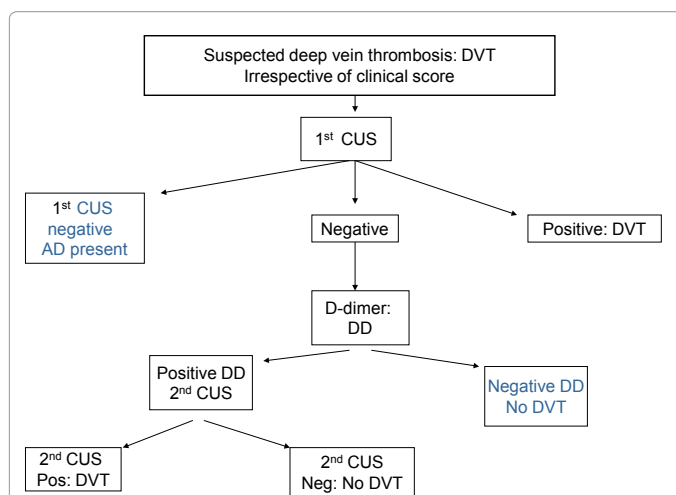 Suspected deep vein thrombosis: DVT
Irrespective of clinical score
1st CUS
1st CUS
negative
AD present
Negative
Positive: DVT
D-dimer:
DD
Positive DD
2nd CUS
Negative DD
No DVT
2nd CUS
Pos: DVT
2nd CUS
Neg: No DVT